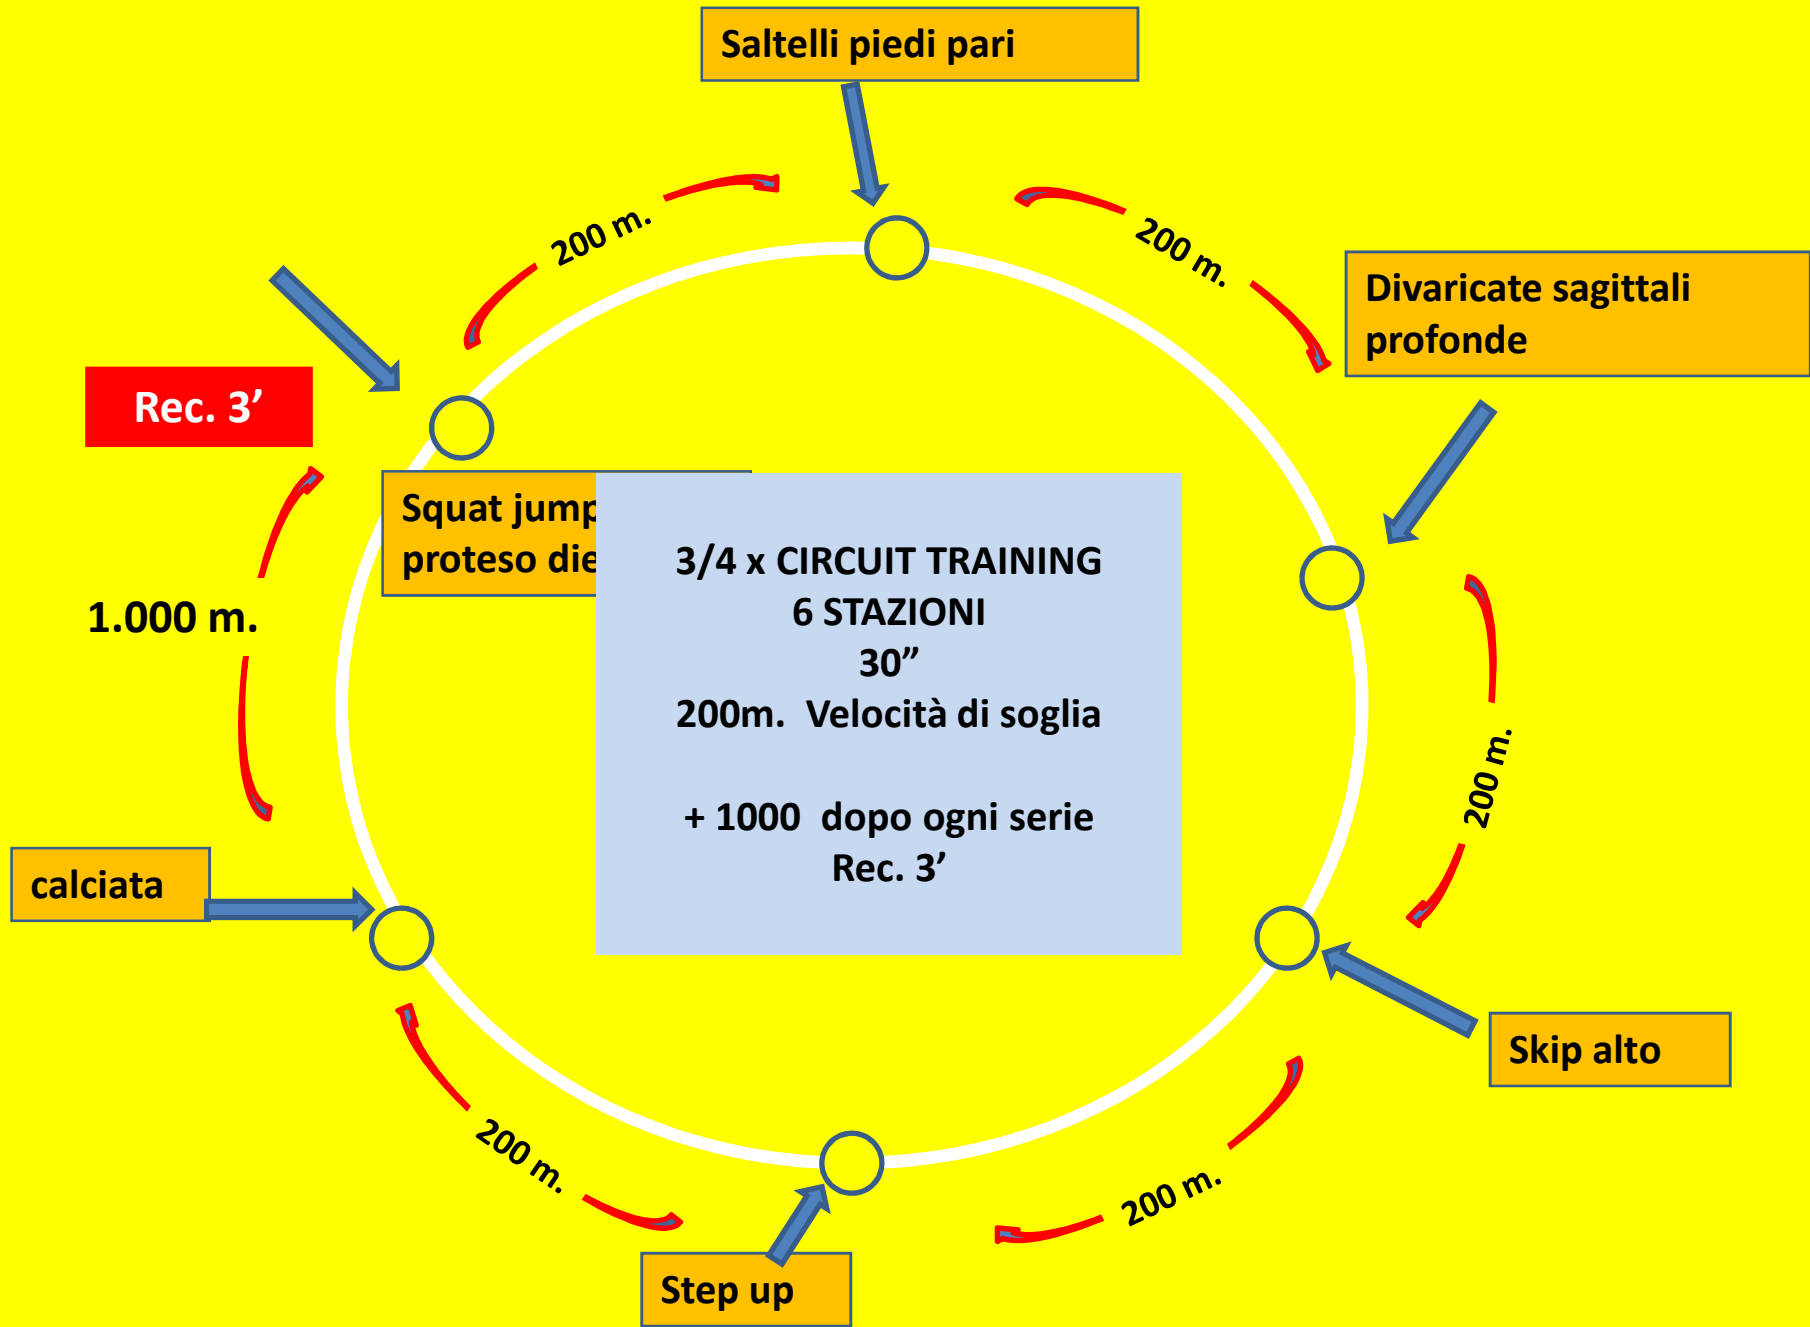 Saltelli piedi pari
200 m.
200 m.
Divaricate sagittali
profonde
Rec. 3’
Squat jump
proteso die
3/4 x CIRCUIT TRAINING
6 STAZIONI
30”
200m. Velocità di soglia
+ 1000 dopo ogni serie
Rec. 3’
1.000 m.
200 m.
calciata
Skip alto
200 m.
200 m.
Step up